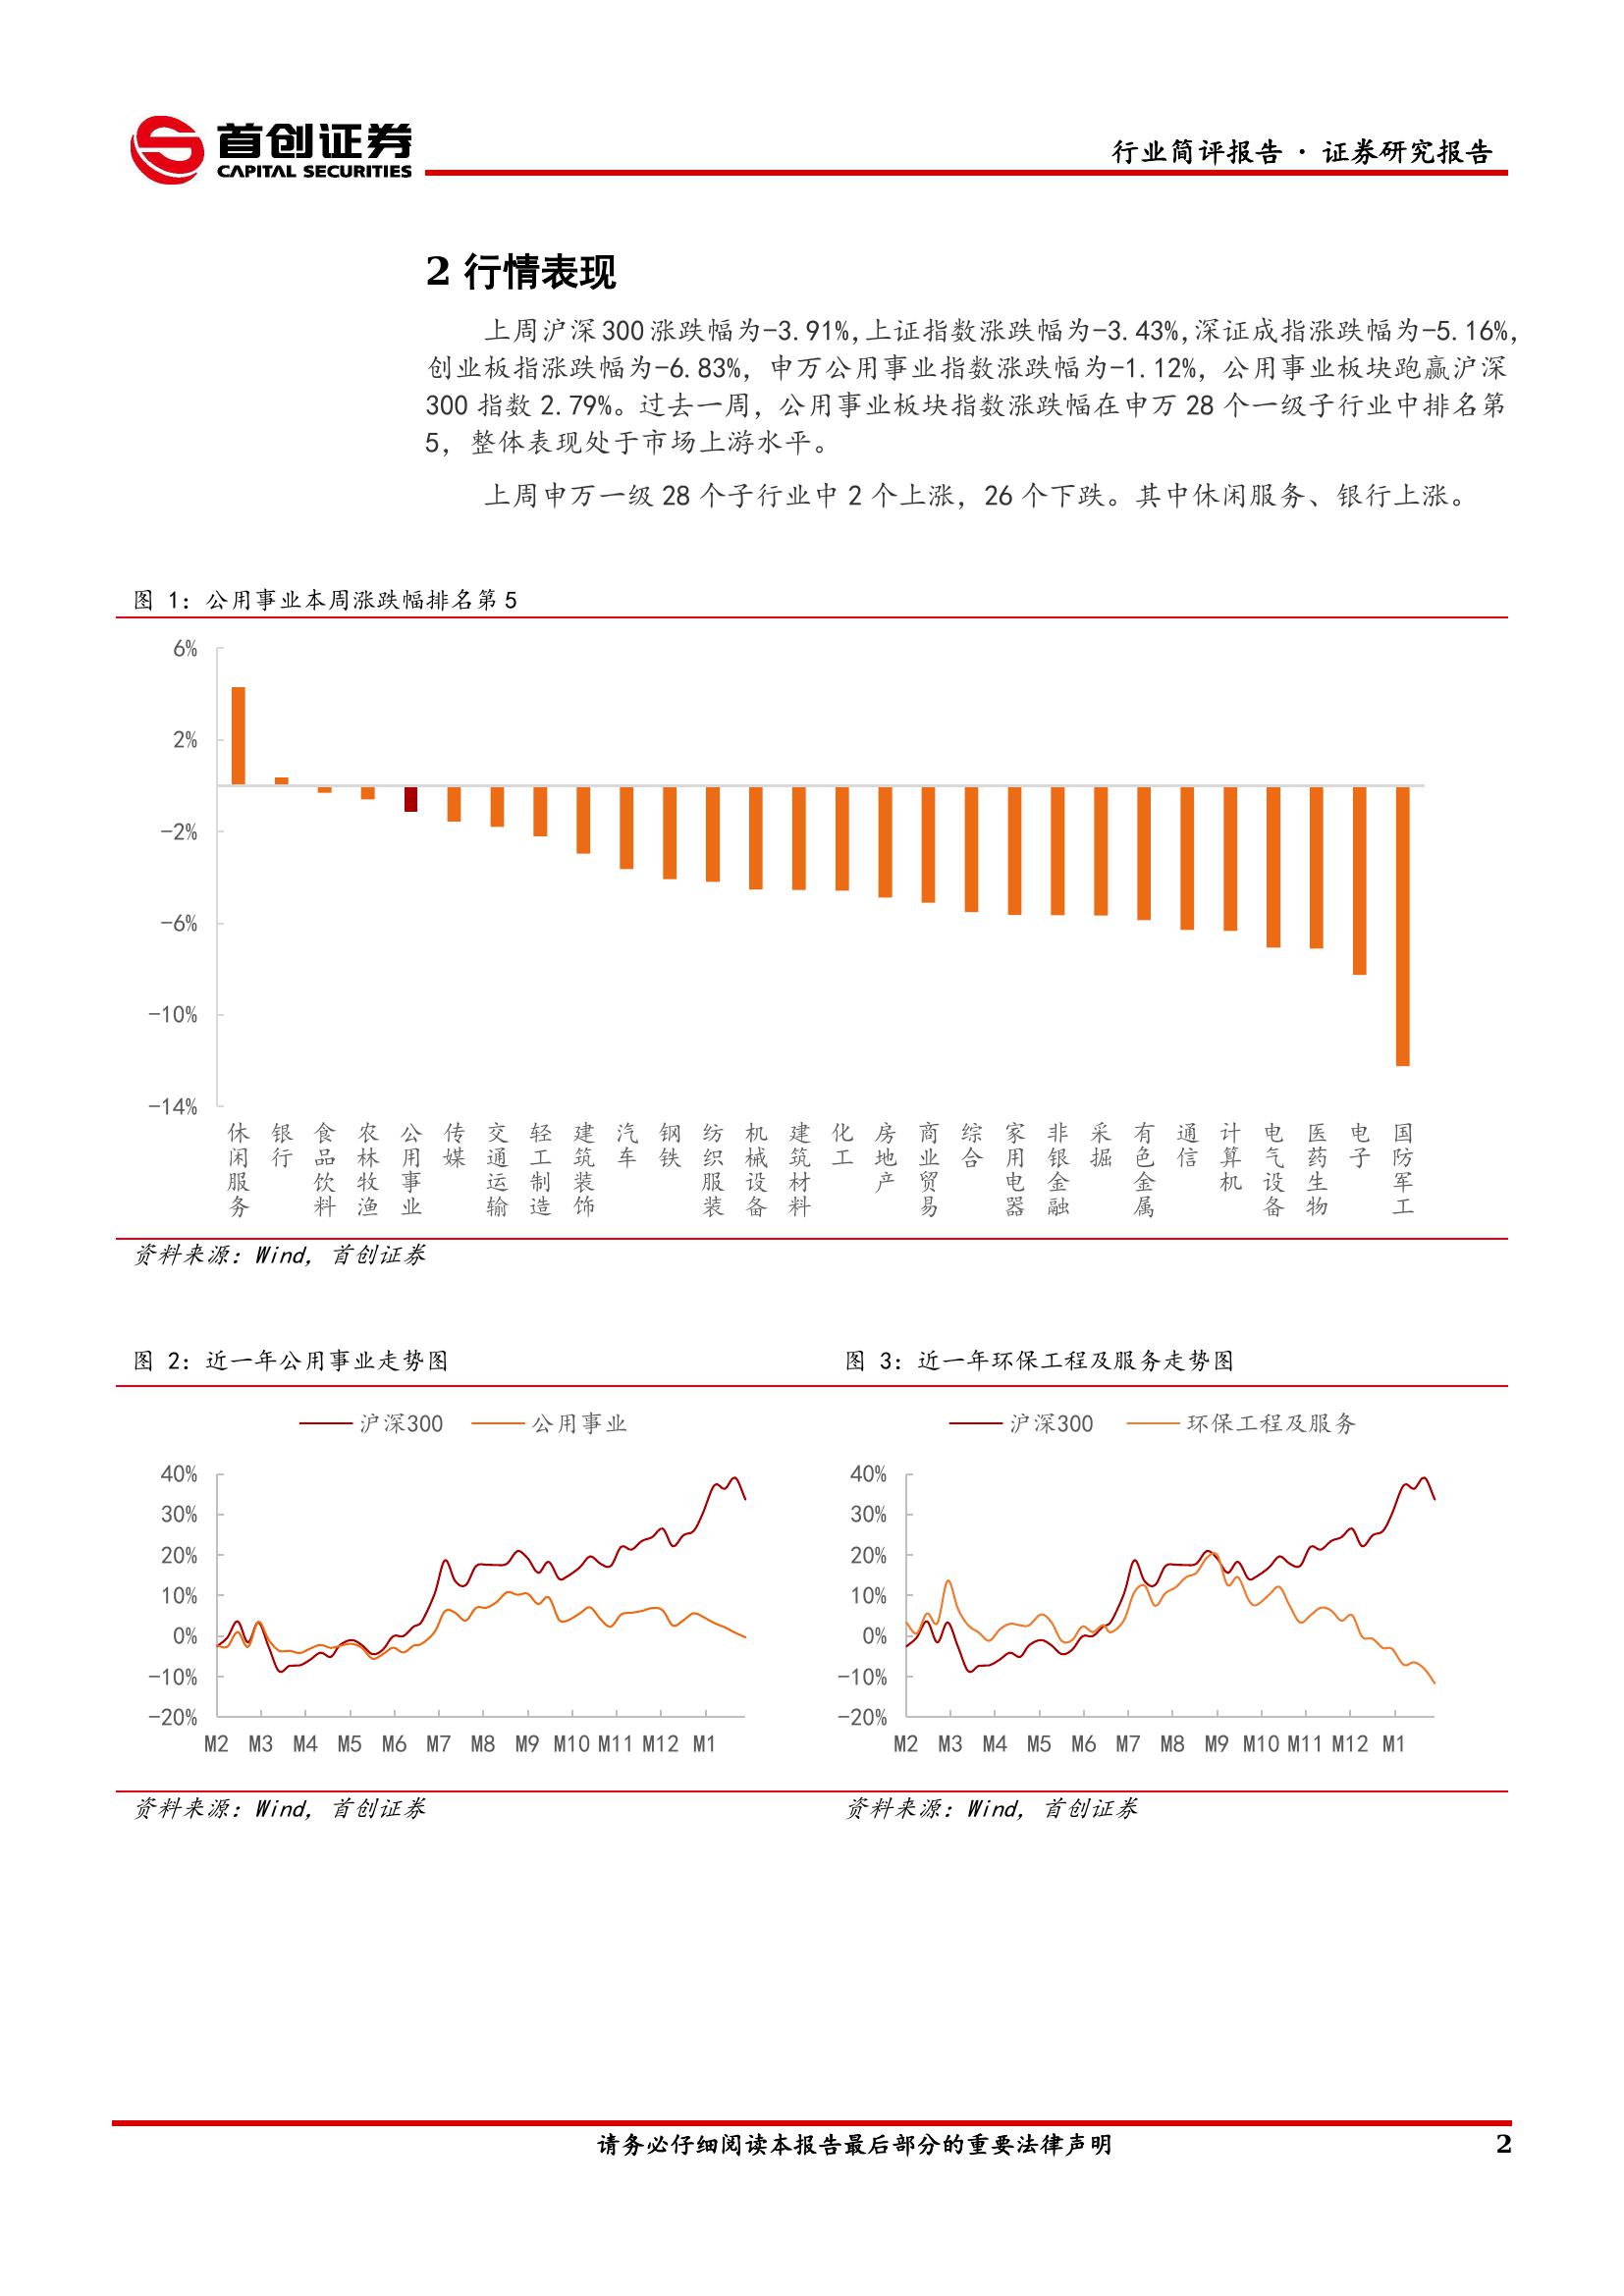 首创证券
CAPITAL SECURITIES
行业简评报告 · 证券研究报告
2 行情表现
上周沪深300涨跌幅为-3.91%,上证指数涨跌幅为-3.43%,深证成指涨跌幅为-5.16%,
创业板指涨跌幅为-6.83%，申万公用事业指数涨跌幅为-1.12%，公用事业板块跑赢沪深
300 指数 2.79%。过去一周，公用事业板块指数涨跌幅在申万 28 个一级子行业中排名第
5，整体表现处于市场上游水平。
上周申万一级 28 个子行业中 2 个上涨，26 个下跌。其中休闲服务、银行上涨。
图 1：公用事业本周涨跌幅排名第 5
6%
2%
-2%
-6%
-10%
-14%
休闲服务
银行
食品饮料
农林牧渔
公用事业
传媒
交通运输
轻工制造
建筑装饰
汽车
钢铁
纺织服装
机械设备
建筑材料
化工
房地产
商业贸易
综合
家用电器
非银金融
采掘
有色金属
通信
计算机
电气设备
医药生物
电子
国防军工
资料来源：Wind，首创证券
图 2：近一年公用事业走势图
沪深300 公用事业
40%
30%
20%
10%
0%
-10%
-20%
M2 M3 M4 M5 M6 M7 M8 M9 M10 M11 M12 M1
资料来源：Wind，首创证券
图 3：近一年环保工程及服务走势图
沪深300 环保工程及服务
40%
30%
20%
10%
0%
-10%
-20%
M2 M3 M4 M5 M6 M7 M8 M9 M10 M11 M12 M1
资料来源：Wind，首创证券
请务必仔细阅读本报告最后部分的重要法律声明
2